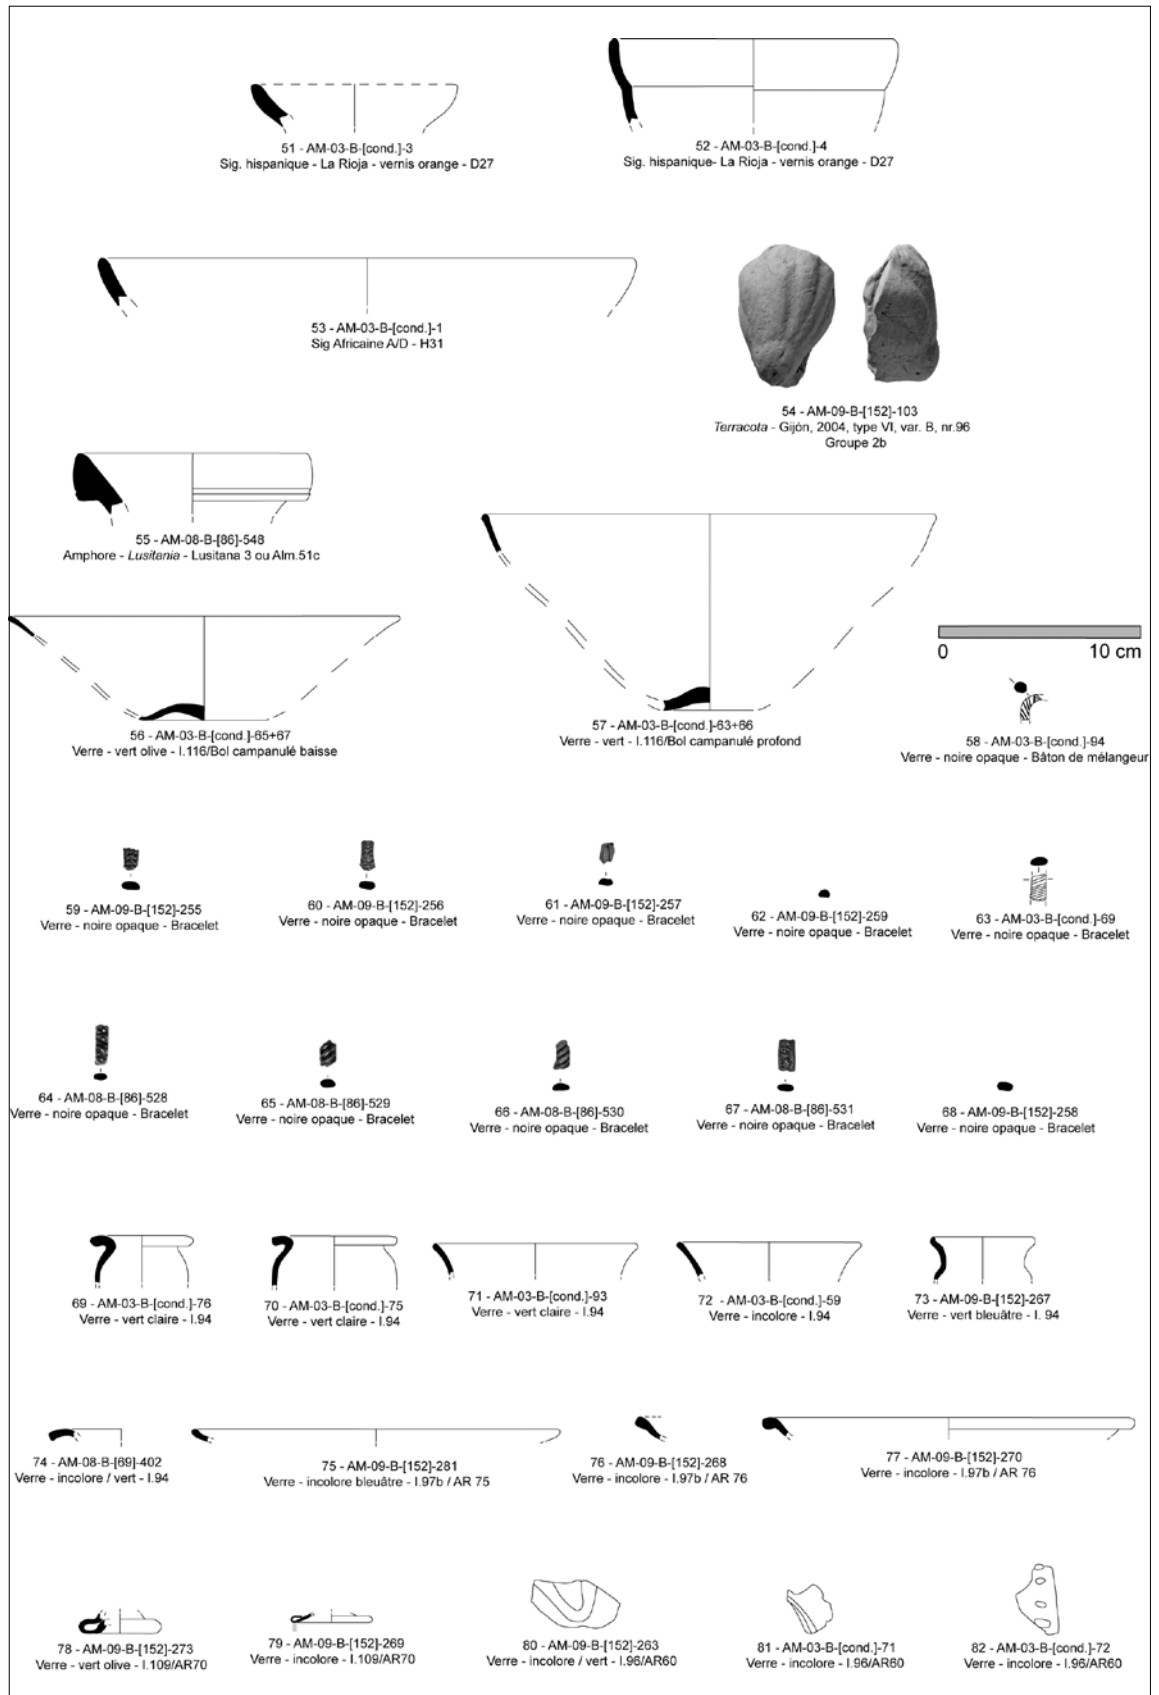 51 - AM-03-B-[cond.]-3
Sig. hispanique - La Rioja - vernis orange - D27
52 - AM-03-B-[cond.]-4
Sig. hispanique- La Rioja - vernis orange - D27
53 - AM-03-B-[cond.]-1
Sig Africaine A/D - H31
54 - AM-09-B-[152]-103
Terracota - Gijón, 2004, type VI, var. B, nr.96
Groupe 2b
55 - AM-08-B-[86]-548
Amphore - Lusitania - Lusitana 3 ou Alm.51c
56 - AM-03-B-[cond.]-65+67
Verre - vert olive - I.116/Bol campanulé baisse
57 - AM-03-B-[cond.]-63+66
Verre - vert - I.116/Bol campanulé profond
0 10 cm
58 - AM-03-B-[cond.]-94
Verre - noire opaque - Bâton de mélangeur
59 - AM-09-B-[152]-255
Verre - noire opaque - Bracelet
60 - AM-09-B-[152]-256
Verre - noire opaque - Bracelet
61 - AM-09-B-[152]-257
Verre - noire opaque - Bracelet
62 - AM-09-B-[152]-259
Verre - noire opaque - Bracelet
63 - AM-03-B-[cond.]-69
Verre - noire opaque - Bracelet
64 - AM-08-B-[86]-528
Verre - noire opaque - Bracelet
65 - AM-08-B-[86]-529
Verre - noire opaque - Bracelet
66 - AM-08-B-[86]-530
Verre - noire opaque - Bracelet
67 - AM-08-B-[86]-531
Verre - noire opaque - Bracelet
68 - AM-09-B-[152]-258
Verre - noire opaque - Bracelet
69 - AM-03-B-[cond.]-76
Verre - vert claire - I.94
70 - AM-03-B-[cond.]-75
Verre - vert claire - I.94
71 - AM-03-B-[cond.]-93
Verre - vert claire - I.94
72 - AM-03-B-[cond.]-59
Verre - incolore - I.94
73 - AM-09-B-[152]-267
Verre - vert bleuâtre - I. 94
74 - AM-08-B-[69]-402
Verre - incolore / vert - I.94
75 - AM-09-B-[152]-281
Verre - incolore bleuâtre - I.97b / AR 75
76 - AM-09-B-[152]-268
Verre - incolore - I.97b / AR 76
77 - AM-09-B-[152]-270
Verre - incolore - I.97b / AR 76
78 - AM-09-B-[152]-273
Verre - vert olive - I.109/AR70
79 - AM-09-B-[152]-269
Verre - incolore - I.109/AR70
80 - AM-09-B-[152]-263
Verre - incolore / vert - I.96/AR60
81 - AM-03-B-[cond.]-71
Verre - incolore - I.96/AR60
82 - AM-03-B-[cond.]-72
Verre - incolore - I.96/AR60